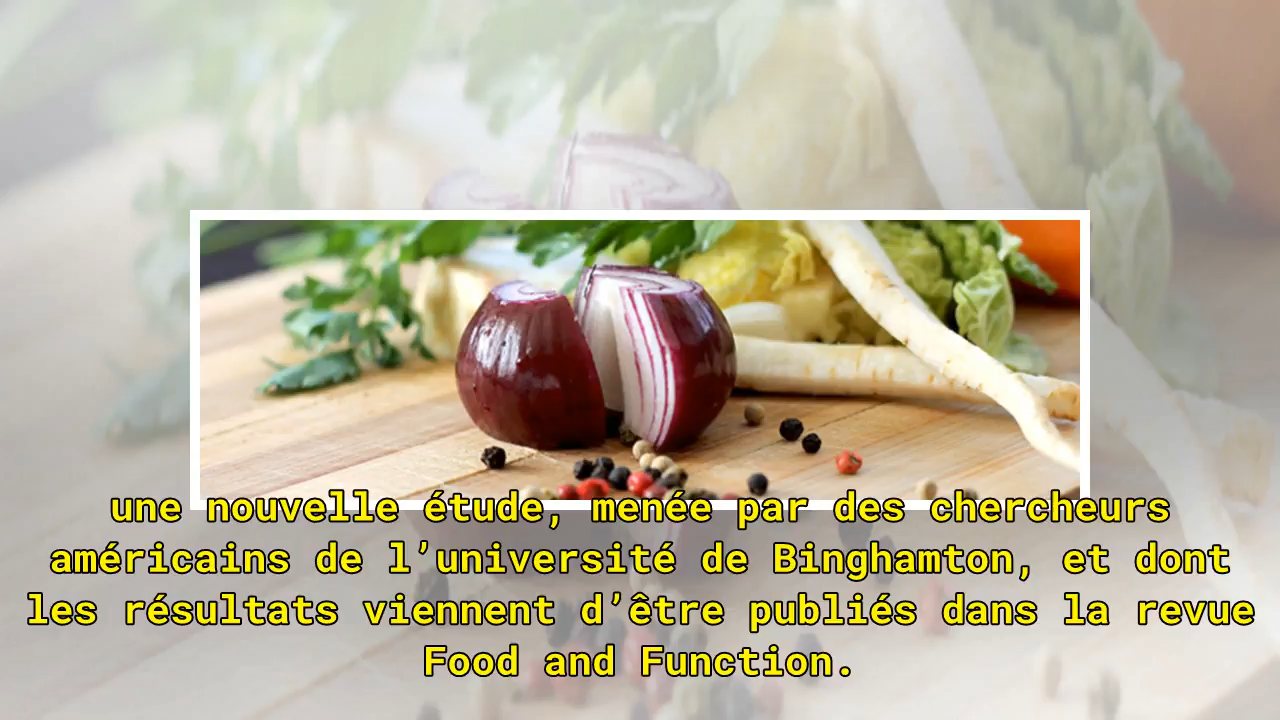 une nouvelle étude, menée par des chercheurs
américains de l’université de Binghamton, et dont
les résultats viennent d’être publiés dans la revue
Food and Function.